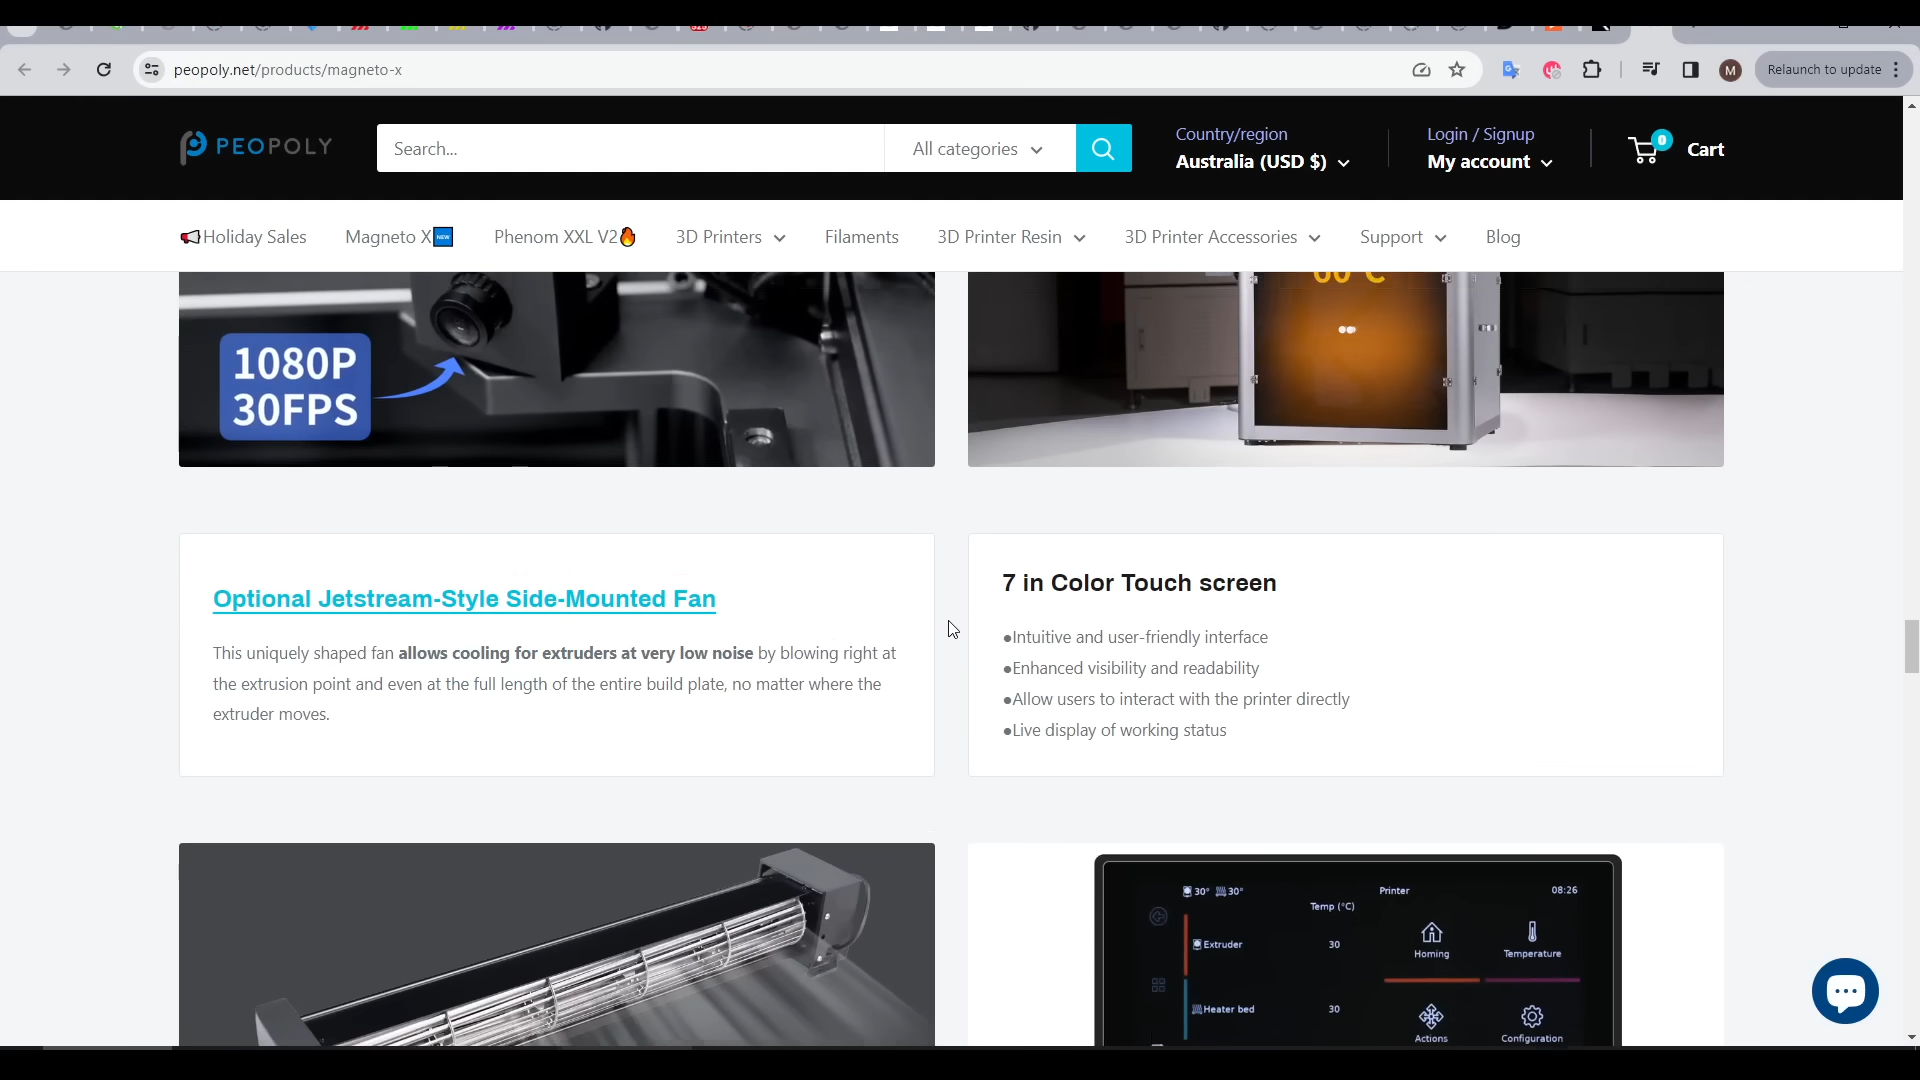 peopoly.net/products/magneto-x
M
Relaunch to update
PEOPOLY
Search...
All categories
Country/region
Australia (USD $)
Login / Signup
My account
0
Cart
Holiday Sales
Magneto X
NEW
Phenom XXL V2
3D Printers
Filaments
3D Printer Resin
3D Printer Accessories
Support
Blog
1080P
30FPS
60°C
Optional Jetstream-Style Side-Mounted Fan
This uniquely shaped fan allows cooling for extruders at very low noise by blowing right at
the extrusion point and even at the full length of the entire build plate, no matter where the
extruder moves.
7 in Color Touch screen
●Intuitive and user-friendly interface
●Enhanced visibility and readability
●Allow users to interact with the printer directly
●Live display of working status
30° 30°
Printer
08:26
Temp (°C)
Extruder
30
Homing
Temperature
Heater bed
30
Actions
Configuration